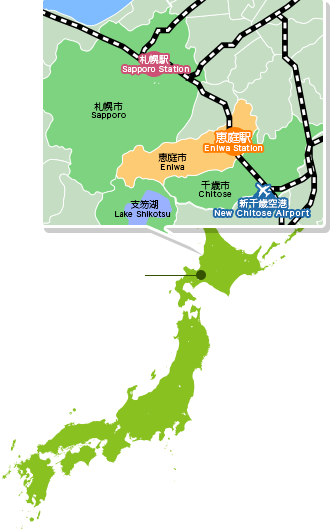 札幌駅
Sapporo Station
札幌市
Sapporo
恵庭駅
Eniwa Station
恵庭市
Eniwa
千歳市
Chitose
支笏湖
Lake Shikotsu
新千歳空港
New Chitose Airport